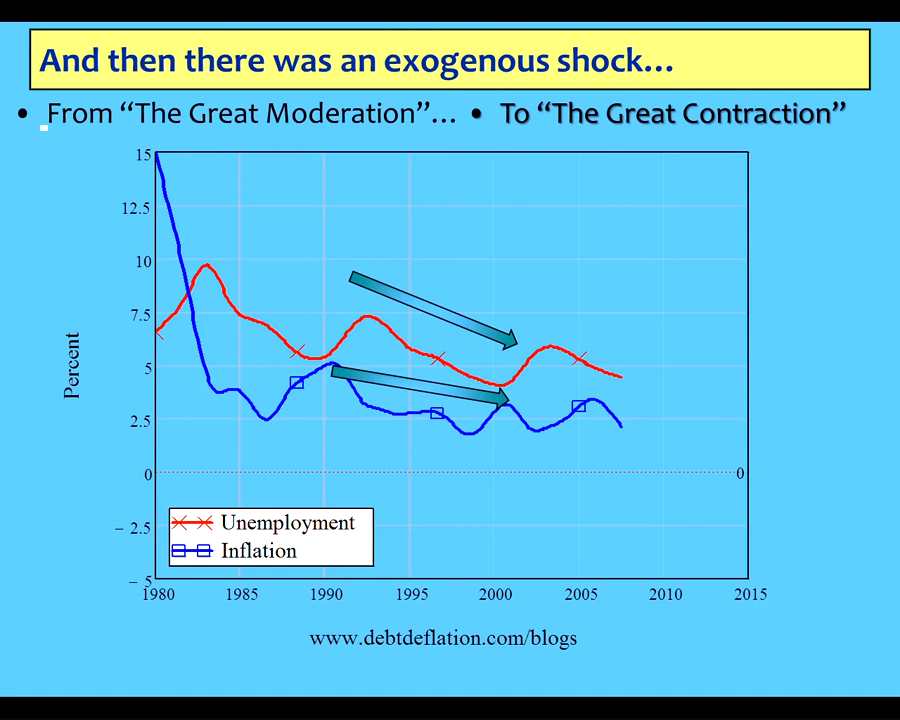 And then there was an exogenous shock…
• From “The Great Moderation”… • To “The Great Contraction”
15
12.5
10
7.5
5
2.5
0
– 2.5
– 5
0
Percent
Unemployment
Inflation
1980 1985 1990 1995 2000 2005 2010 2015
www.debtdeflation.com/blogs